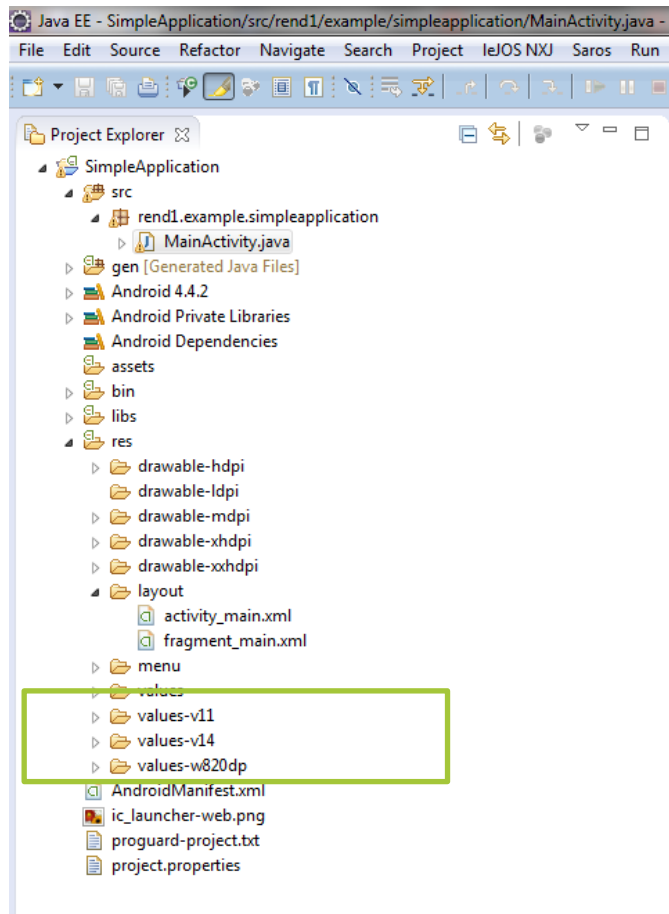 Java EE - SimpleApplication/src/rend1/example/simpleapplication/MainActivity.java -
File Edit Source Refactor Navigate Search Project leJOS NXJ Saros Run
Project Explorer
SimpleApplication
src
rend1.example.simpleapplication
MainActivity.java
gen [Generated Java Files]
Android 4.4.2
Android Private Libraries
Android Dependencies
assets
bin
libs
res
drawable-hdpi
drawable-ldpi
drawable-mdpi
drawable-xhdpi
drawable-xxhdpi
layout
activity_main.xml
fragment_main.xml
menu
values
values-v11
values-v14
values-w820dp
AndroidManifest.xml
ic_launcher-web.png
proguard-project.txt
project.properties